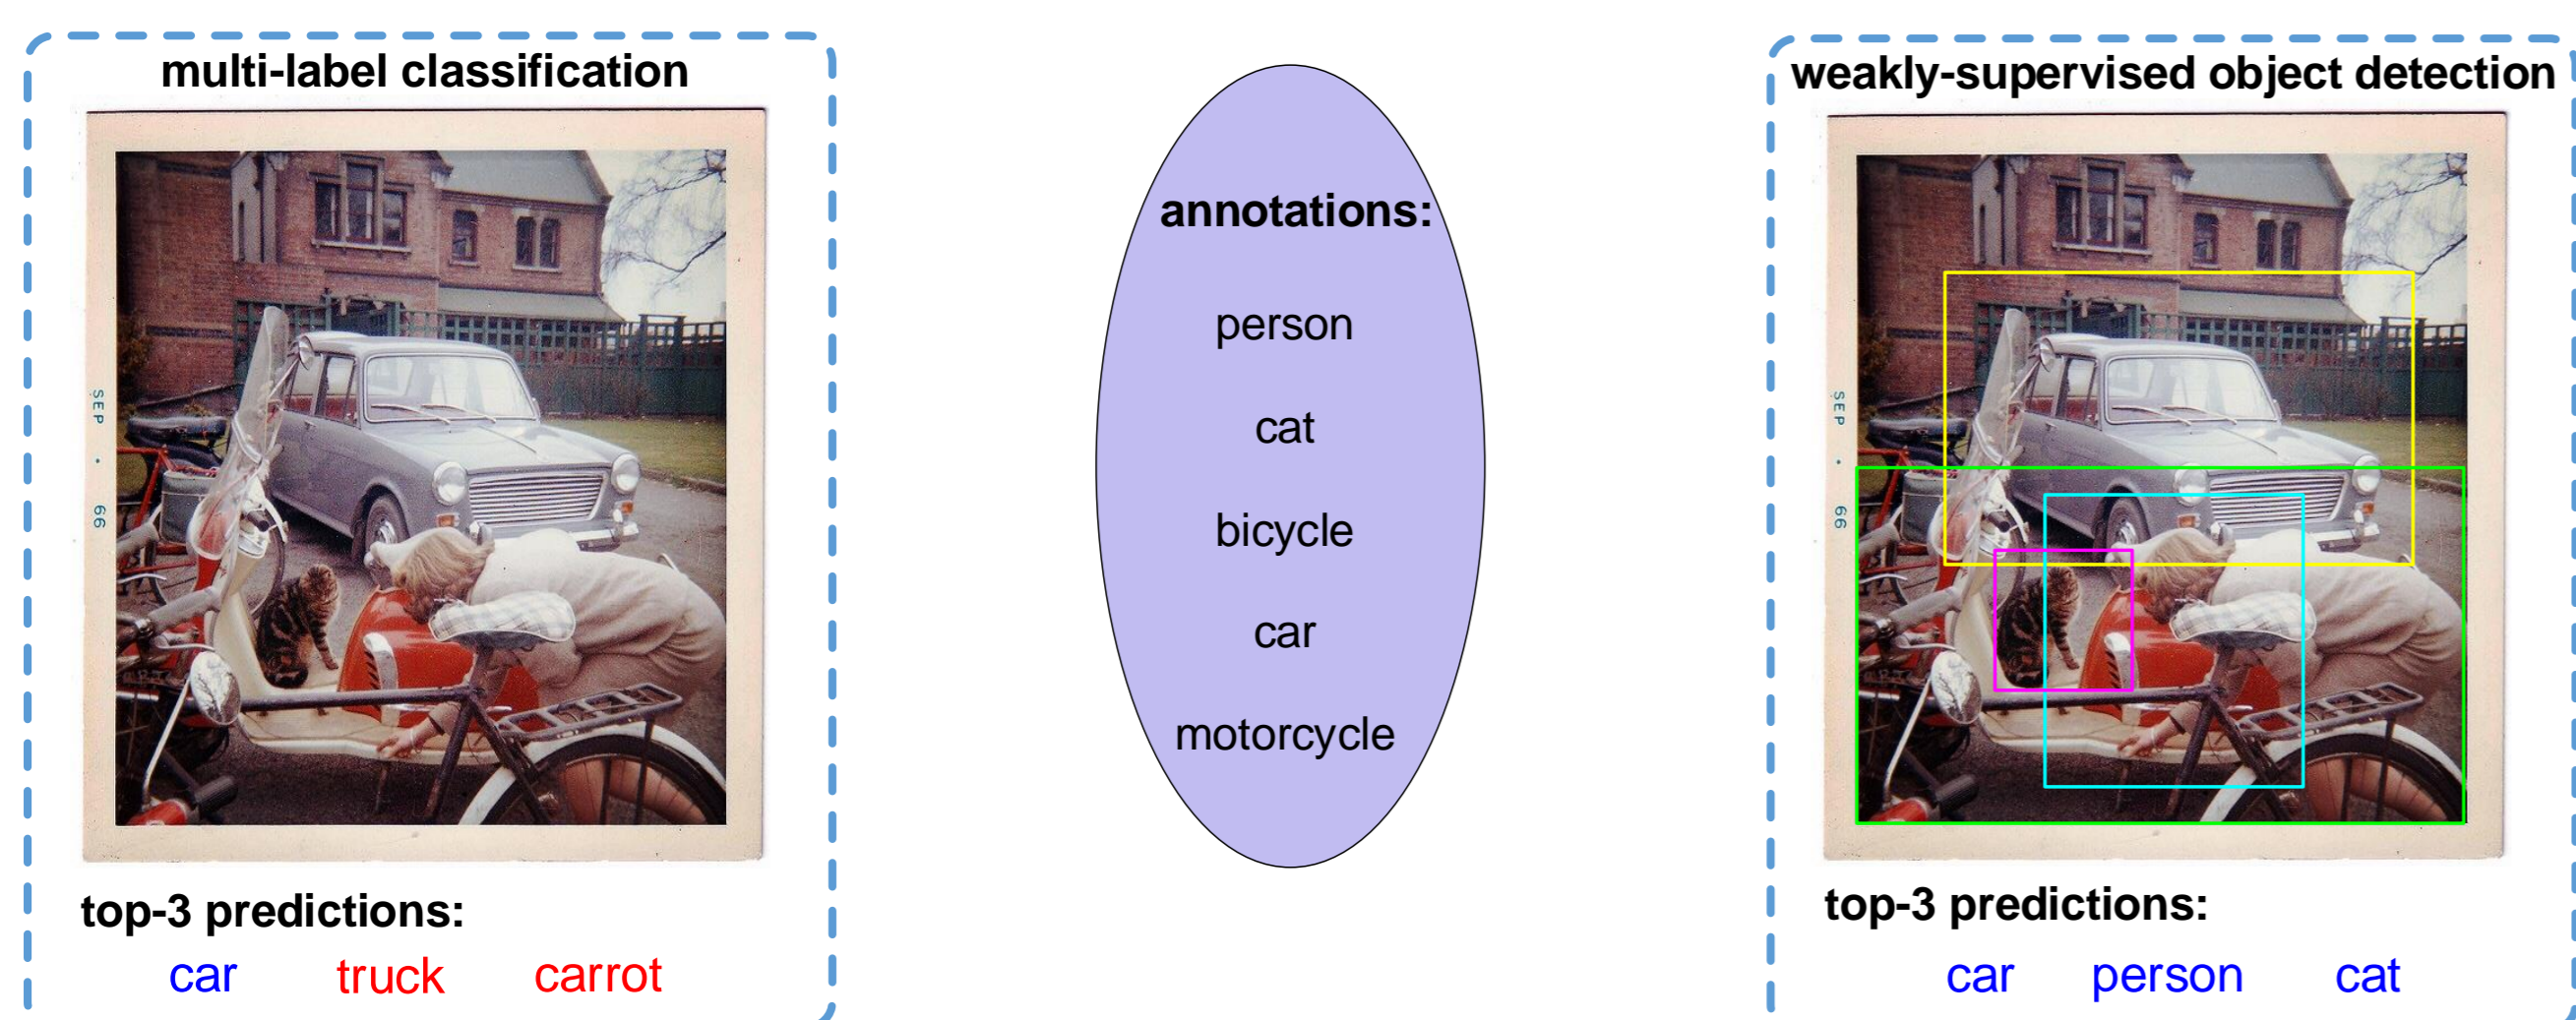 multi-label classification
SEP · 66
top-3 predictions:
car truck carrot
annotations:
person
cat
bicycle
car
motorcycle
weakly-supervised object detection
SEP · 66
top-3 predictions:
car person cat